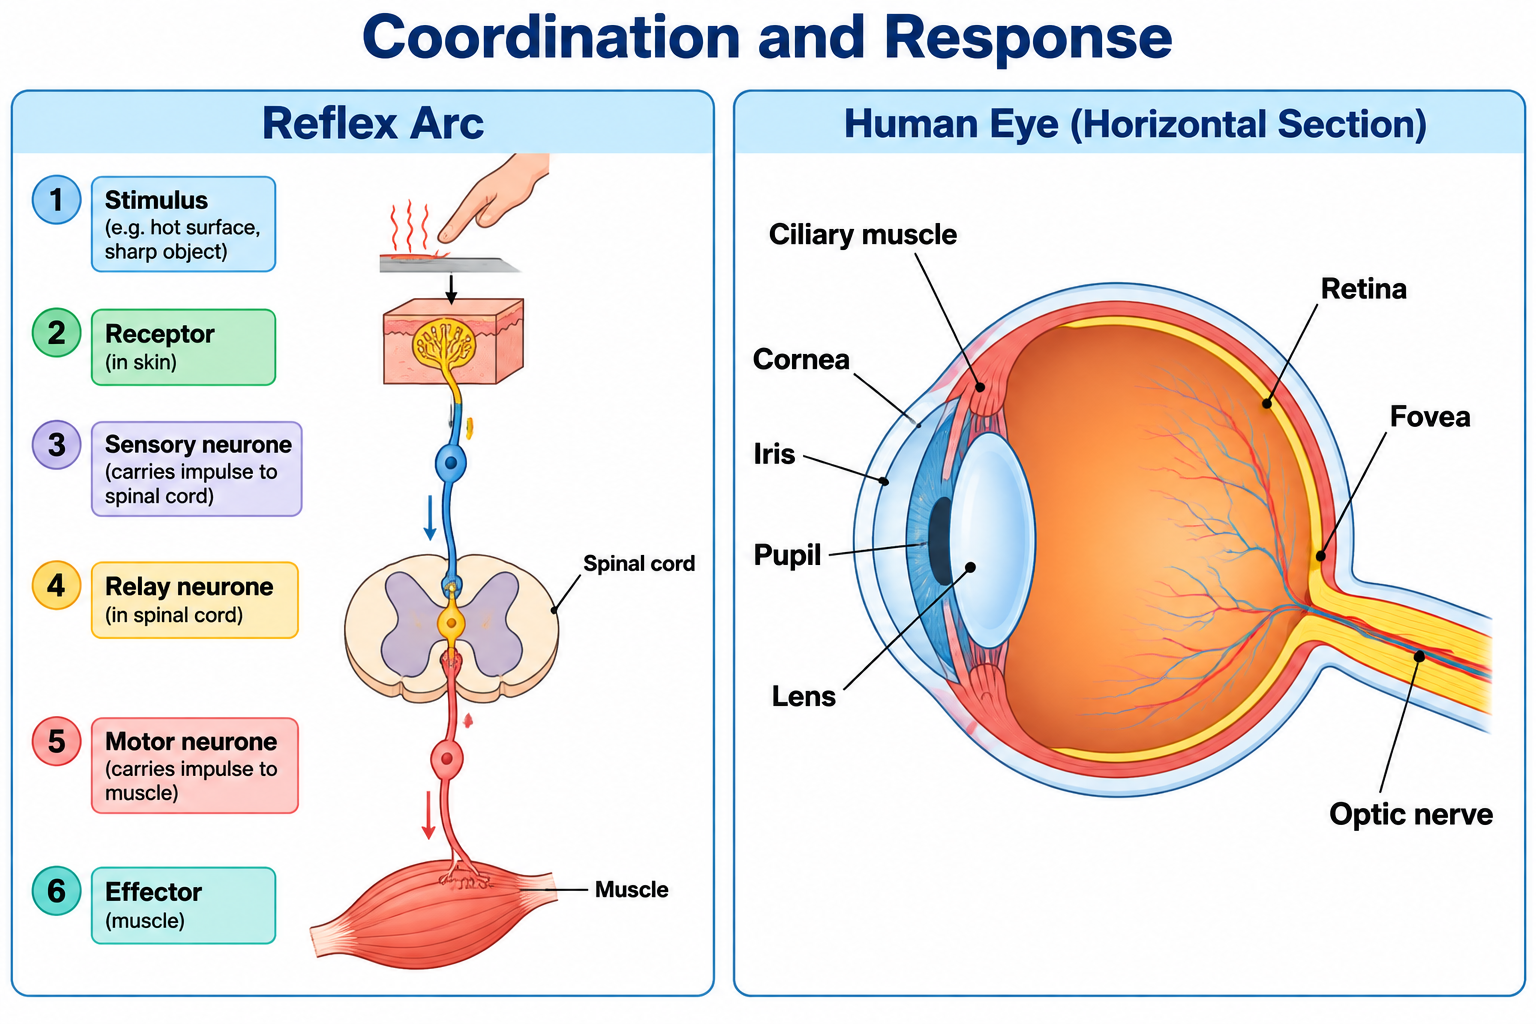 Coordination and Response
Reflex Arc
1
Stimulus
(e.g. hot surface,
sharp object)
2
Receptor
(in skin)
3
Sensory neurone
(carries impulse to
spinal cord)
4
Relay neurone
(in spinal cord)
5
Motor neurone
(carries impulse to
muscle)
6
Effector
(muscle)
Spinal cord
Muscle
Human Eye (Horizontal Section)
Ciliary muscle
Cornea
Iris
Pupil
Lens
Retina
Fovea
Optic nerve